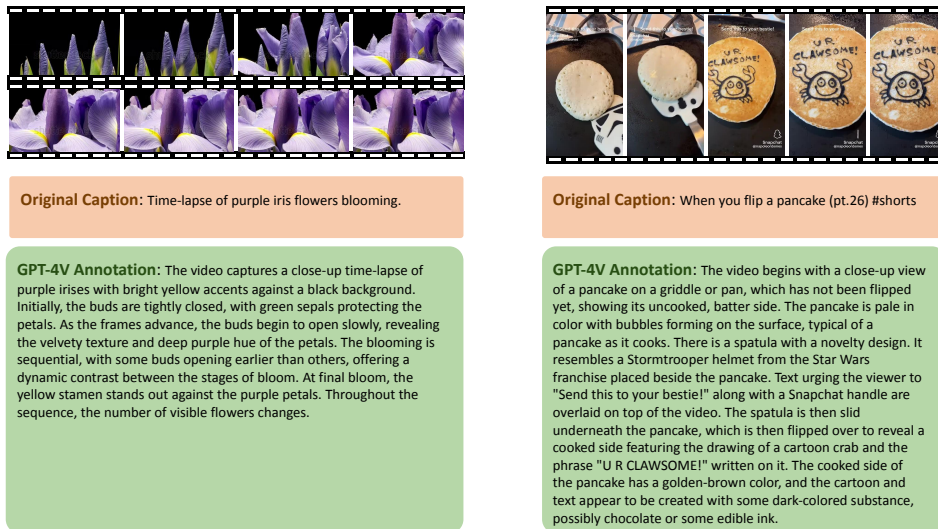 Original Caption: Time-lapse of purple iris flowers blooming.
GPT-4V Annotation: The video captures a close-up time-lapse of
purple irises with bright yellow accents against a black background.
Initially, the buds are tightly closed, with green sepals protecting the
petals. As the frames advance, the buds begin to open slowly, revealing
the velvety texture and deep purple hue of the petals. The blooming is
sequential, with some buds opening earlier than others, offering a
dynamic contrast between the stages of bloom. At final bloom, the
yellow stamen stands out against the purple petals. Throughout the
sequence, the number of visible flowers changes.
Send this to your bestie!
U R
CLAWSOME!
Snapchat
U R
CLAWSOME!
Snapchat
U R
CLAWSOME!
Snapchat
Original Caption: When you flip a pancake (pt.26) #shorts
GPT-4V Annotation: The video begins with a close-up view
of a pancake on a griddle or pan, which has not been flipped
yet, showing its uncooked, batter side. The pancake is pale in
color with bubbles forming on the surface, typical of a
pancake as it cooks. There is a spatula with a novelty design. It
resembles a Stormtrooper helmet from the Star Wars
franchise placed beside the pancake. Text urging the viewer to
"Send this to your bestie!" along with a Snapchat handle are
overlaid on top of the video. The spatula is then slid
underneath the pancake, which is then flipped over to reveal a
cooked side featuring the drawing of a cartoon crab and the
phrase "U R CLAWSOME!" written on it. The cooked side of
the pancake has a golden-brown color, and the cartoon and
text appear to be created with some dark-colored substance,
possibly chocolate or some edible ink.